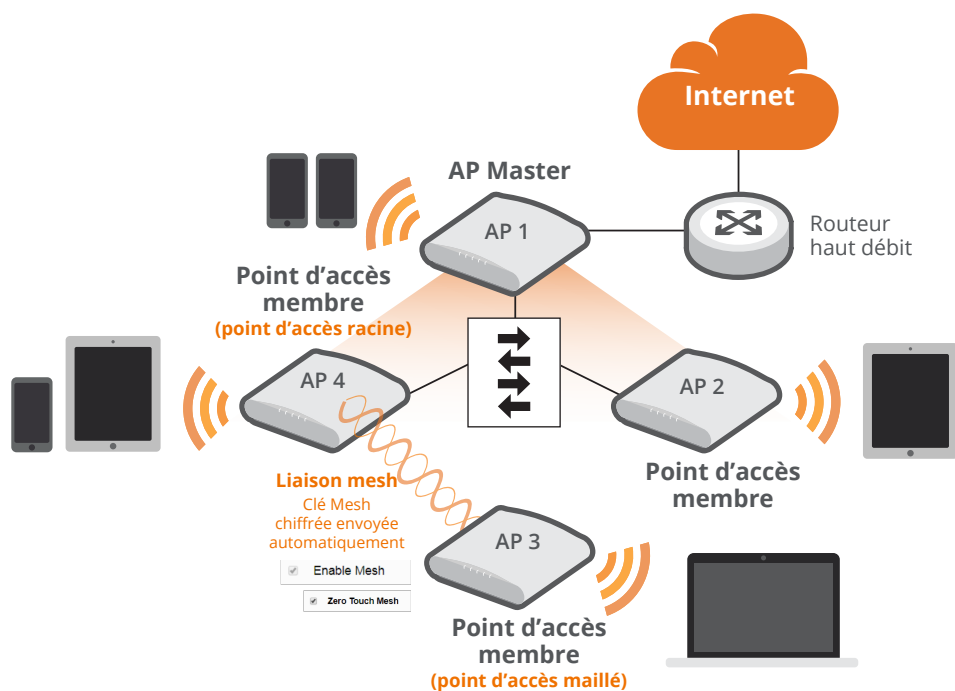 Internet
AP Master
AP 1
Routeur
haut débit
Point d’accès
membre
(point d’accès racine)
AP 4
AP 2
Point d’accès
membre
Liaison mesh
Clé Mesh
chiffrée envoyée
automatiquement
Enable Mesh
Zero Touch Mesh
AP 3
Point d’accès
membre
(point d’accès maillé)